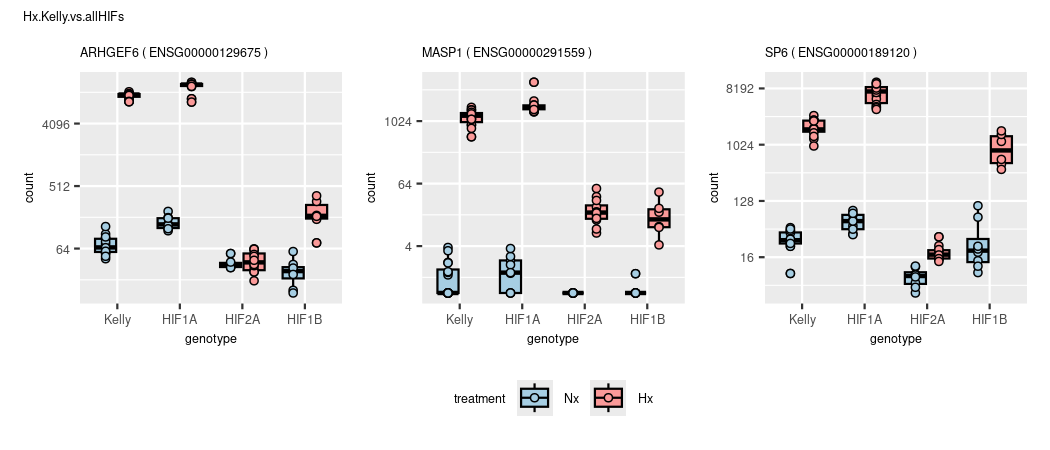 Hx.Kelly.vs.allHIFs
ARHGEF6 ( ENSG00000129675 )
count
4096
512
64
Kelly HIF1A HIF2A HIF1B
genotype
MASP1 ( ENSG00000291559 )
count
1024
64
4
Kelly HIF1A HIF2A HIF1B
genotype
SP6 ( ENSG00000189120 )
count
8192
1024
128
16
Kelly HIF1A HIF2A HIF1B
genotype
treatment Nx Hx